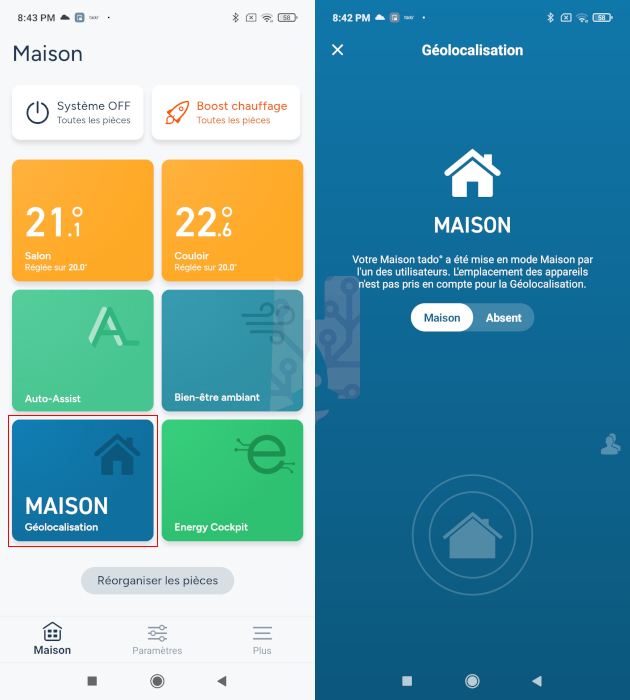 8:43 PM
58
Maison
Système OFF
Toutes les pièces
Boost chauffage
Toutes les pièces
21.1°
Salon
Réglée sur 20.0°
22.6°
Couloir
Réglée sur 20.0°
Auto-Assist
Bien-être ambiant
MAISON
Géolocalisation
Energy Cockpit
Réorganiser les pièces
Maison
Paramètres
Plus
8:42 PM
58
Géolocalisation
MAISON
Votre Maison tado° a été mise en mode Maison par
l'un des utilisateurs. L'emplacement des appareils
n'est pas pris en compte pour la Géolocalisation.
Maison
Absent